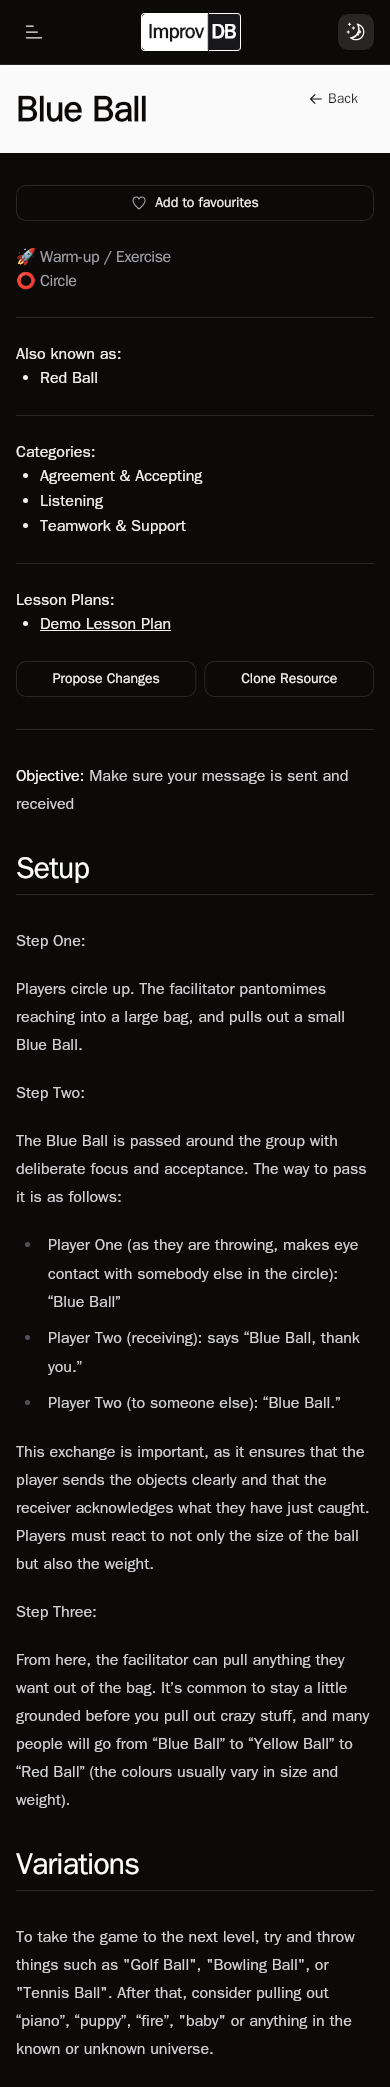 Improv DB
Blue Ball
← Back
Add to favourites
🚀 Warm-up / Exercise
⭕ Circle
Also known as:
• Red Ball
Categories:
• Agreement & Accepting
• Listening
• Teamwork & Support
Lesson Plans:
• Demo Lesson Plan
Propose Changes
Clone Resource
Objective: Make sure your message is sent and
received
Setup
Step One:
Players circle up. The facilitator pantomimes
reaching into a large bag, and pulls out a small
Blue Ball.
Step Two:
The Blue Ball is passed around the group with
deliberate focus and acceptance. The way to pass
it is as follows:
• Player One (as they are throwing, makes eye
contact with somebody else in the circle):
“Blue Ball”
• Player Two (receiving): says “Blue Ball, thank
you.”
• Player Two (to someone else): “Blue Ball.”
This exchange is important, as it ensures that the
player sends the objects clearly and that the
receiver acknowledges what they have just caught.
Players must react to not only the size of the ball
but also the weight.
Step Three:
From here, the facilitator can pull anything they
want out of the bag. It’s common to stay a little
grounded before you pull out crazy stuff, and many
people will go from “Blue Ball” to “Yellow Ball” to
“Red Ball” (the colours usually vary in size and
weight).
Variations
To take the game to the next level, try and throw
things such as "Golf Ball", "Bowling Ball", or
"Tennis Ball". After that, consider pulling out
“piano”, “puppy”, “fire”, "baby" or anything in the
known or unknown universe.